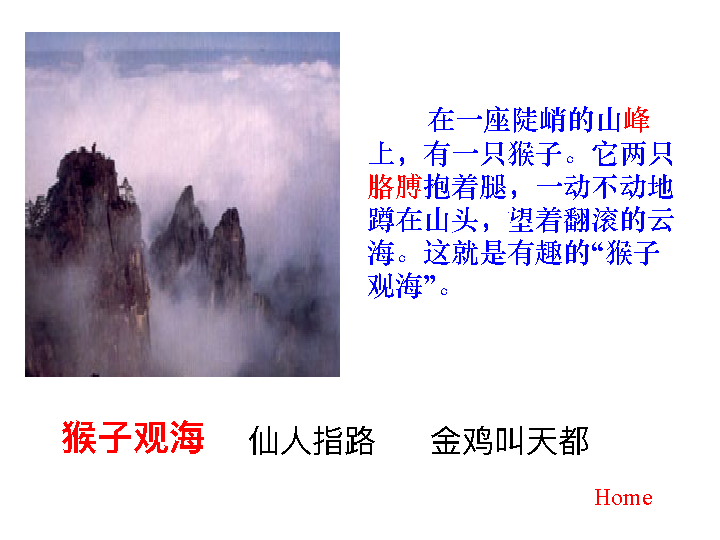 在一座陡峭的山峰
上，有一只猴子。它两只
胳膊抱着腿，一动不动地
蹲在山头，望着翻滚的云
海。这就是有趣的“猴子
观海”。
猴子观海 仙人指路 金鸡叫天都
Home